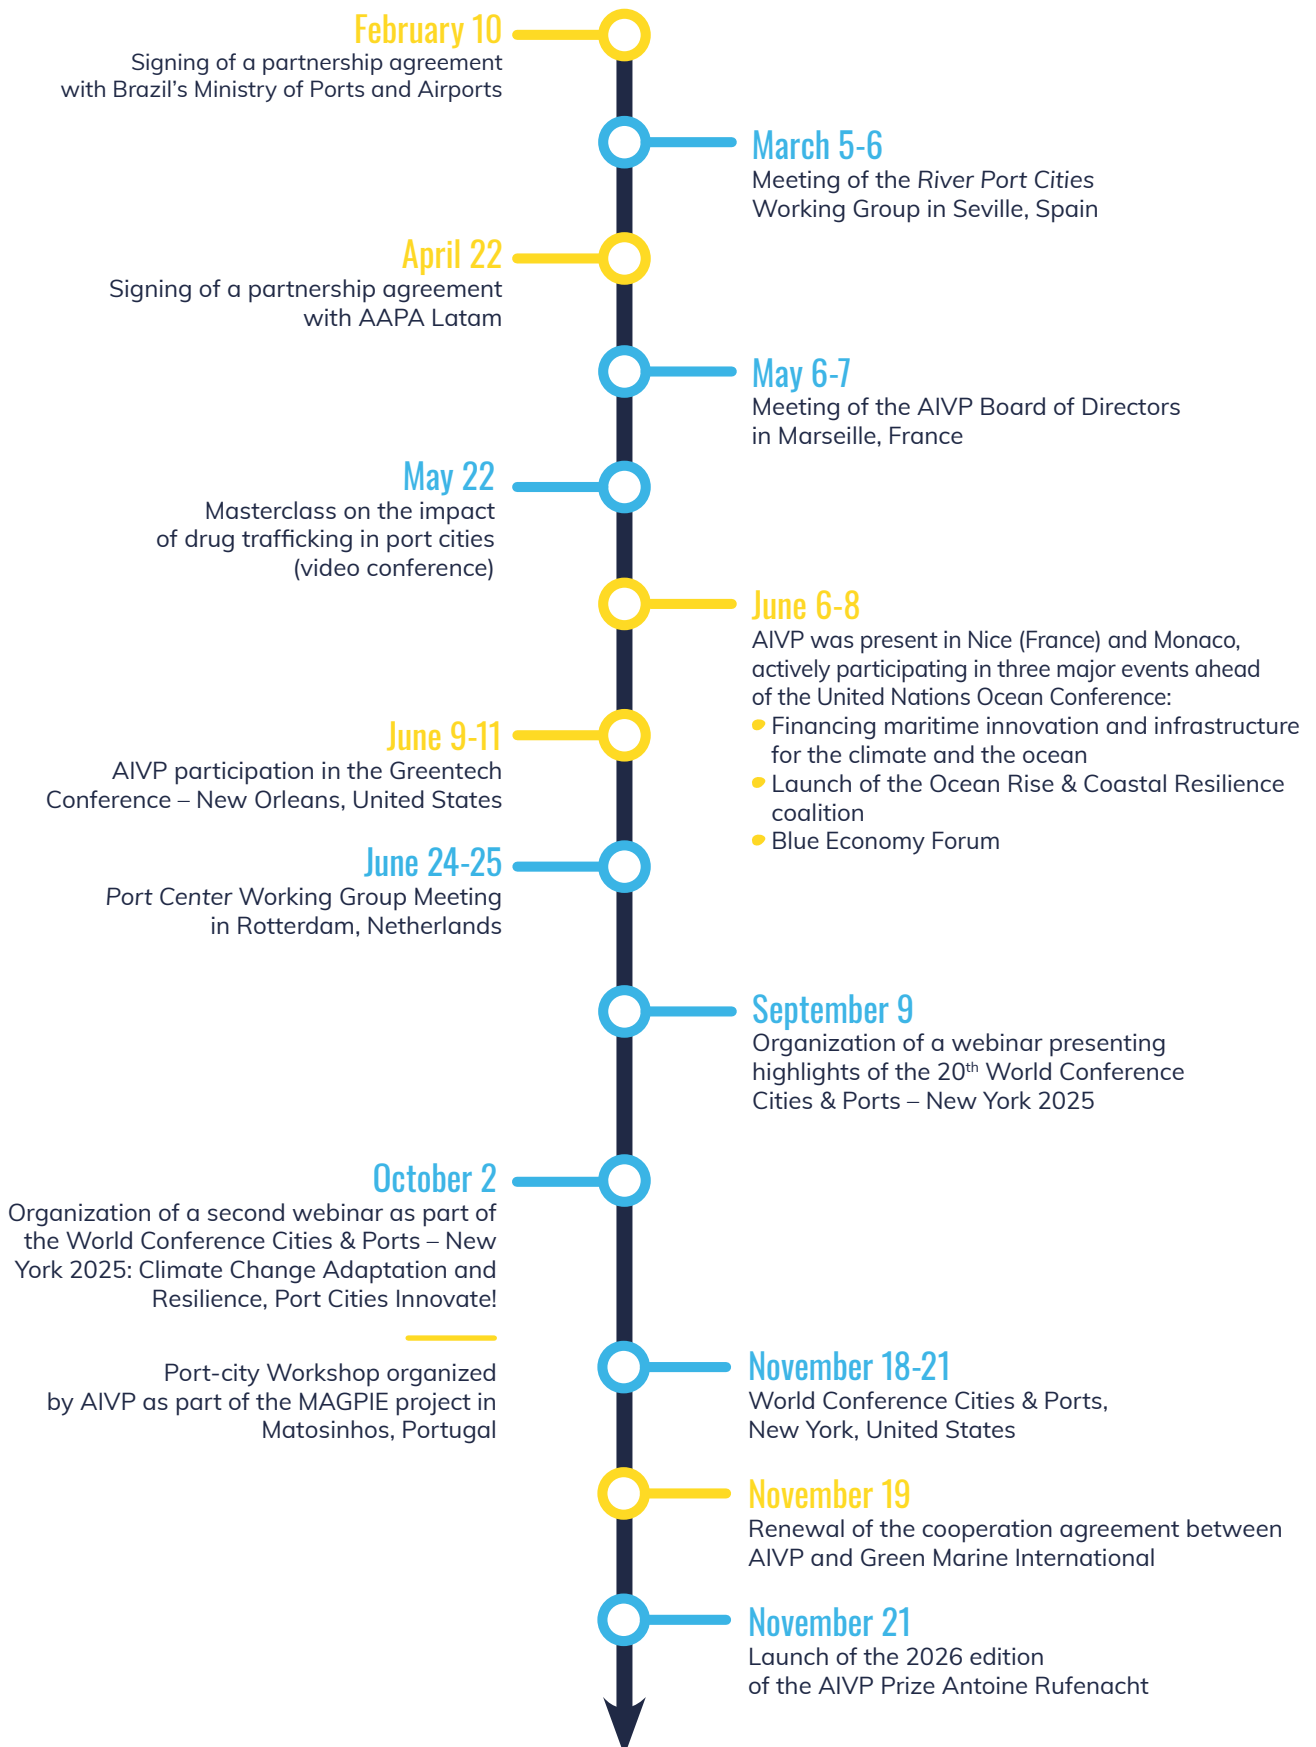 February 10
Signing of a partnership agreement
with Brazil’s Ministry of Ports and Airports
March 5-6
Meeting of the River Port Cities
Working Group in Seville, Spain
April 22
Signing of a partnership agreement
with AAPA Latam
May 6-7
Meeting of the AIVP Board of Directors
in Marseille, France
May 22
Masterclass on the impact
of drug trafficking in port cities
(video conference)
June 6-8
AIVP was present in Nice (France) and Monaco,
actively participating in three major events ahead
of the United Nations Ocean Conference:
Financing maritime innovation and infrastructure
for the climate and the ocean
Launch of the Ocean Rise & Coastal Resilience
coalition
Blue Economy Forum
June 9-11
AIVP participation in the Greentech
Conference – New Orleans, United States
June 24-25
Port Center Working Group Meeting
in Rotterdam, Netherlands
September 9
Organization of a webinar presenting
highlights of the 20th World Conference
Cities & Ports – New York 2025
October 2
Organization of a second webinar as part of
the World Conference Cities & Ports – New
York 2025: Climate Change Adaptation and
Resilience, Port Cities Innovate!
Port-city Workshop organized
by AIVP as part of the MAGPIE project in
Matosinhos, Portugal
November 18-21
World Conference Cities & Ports,
New York, United States
November 19
Renewal of the cooperation agreement between
AIVP and Green Marine International
November 21
Launch of the 2026 edition
of the AIVP Prize Antoine Rufenacht